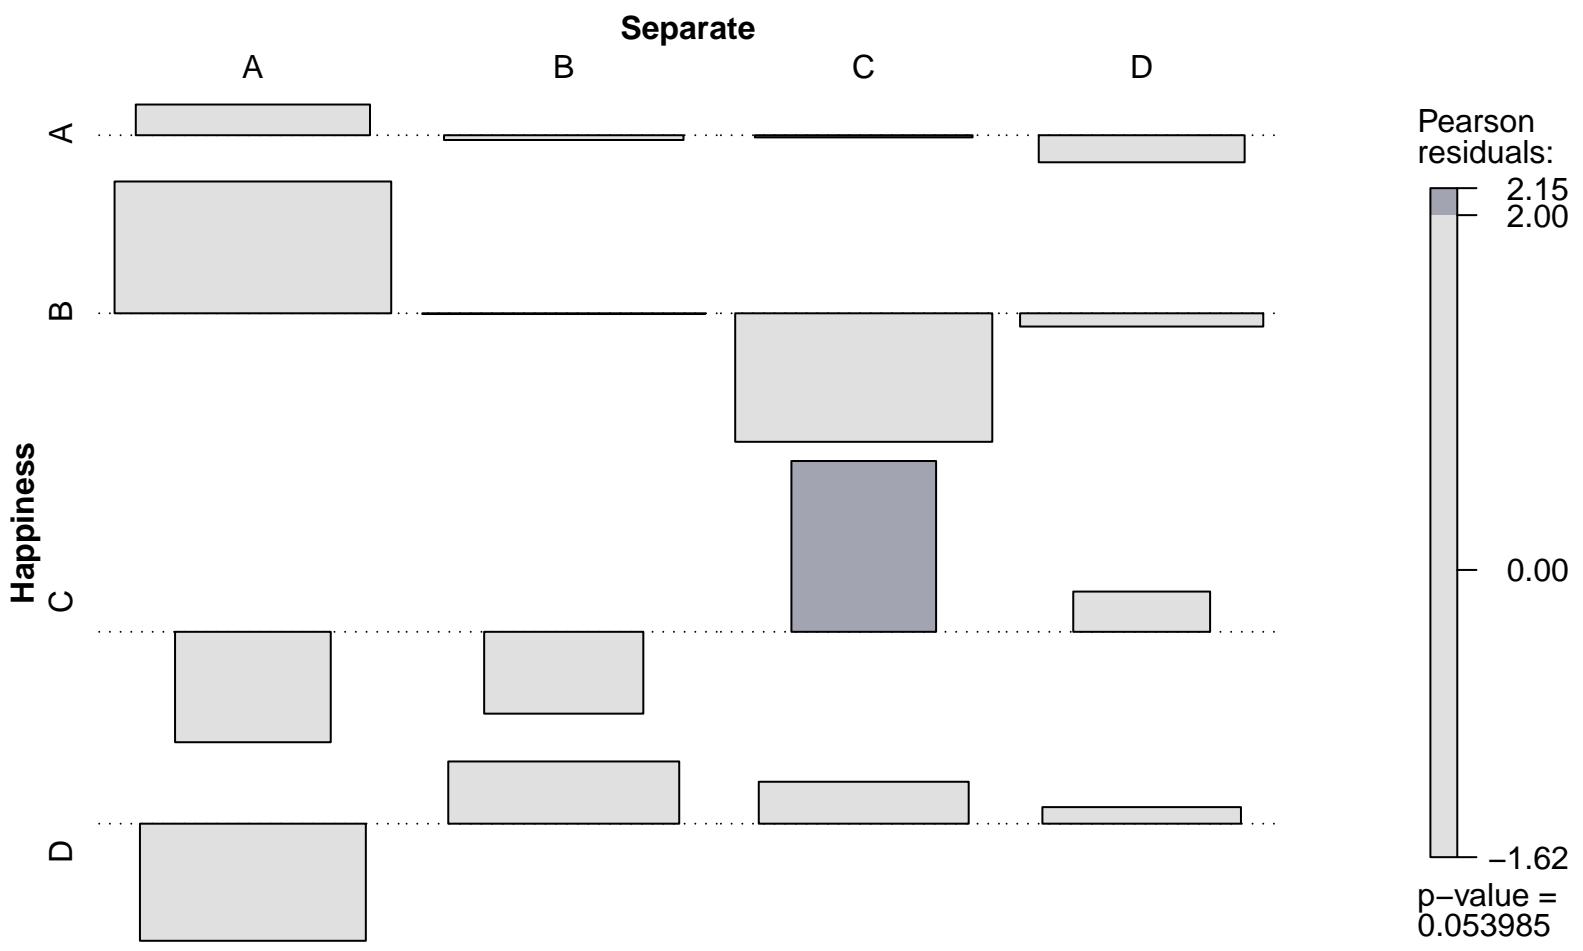 Separate
A
B
C
D
Happiness
A
B
C
D
Pearson
residuals:
2.15
2.00
0.00
−1.62
p−value =
0.053985